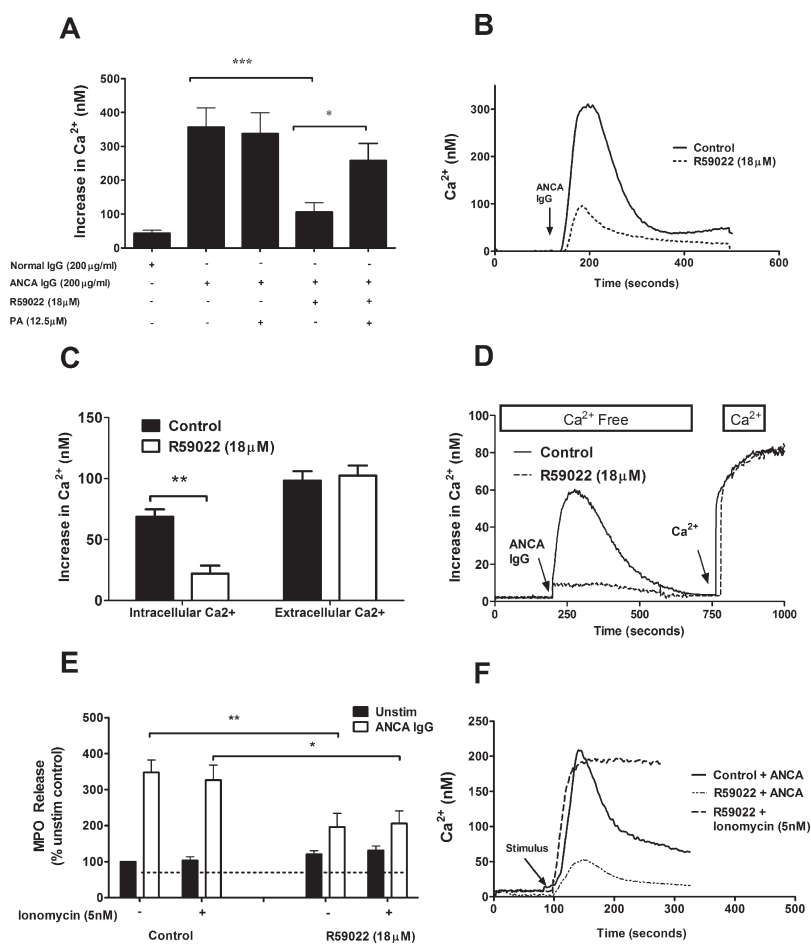 A
***
*
Increase in Ca2+ (nM)
500
400
300
200
100
0
Normal IgG (200µg/ml) + - - - -
ANCA IgG (200µg/ml) - + + + +
R59022 (18µM) - - - + +
PA (12.5µM) - - + - +
B
Ca2+ (nM)
300
200
100
0
ANCA
IgG
Control
R59022 (18µM)
0 200 400 600
Time (seconds)
C
Increase in Ca2+ (nM)
150
100
50
0
Control
R59022 (18µM)
**
Intracellular Ca2+ Extracellular Ca2+
D
Increase in Ca2+ (nM)
100
80
60
40
20
0
Ca2+ Free
Ca2+
Control
R59022 (18µM)
ANCA
IgG
Ca2+
0 250 500 750 1000
Time (seconds)
E
MPO Release
(% unstim control)
500
400
300
200
100
0
Unstim
ANCA IgG
**
*
Ionomycin (5nM) - + - +
Control R59022 (18µM)
F
Ca2+ (nM)
250
200
150
100
50
0
Stimulus
Control + ANCA
R59022 + ANCA
R59022 +
Ionomycin (5nM)
0 100 200 300 400 500
Time (seconds)